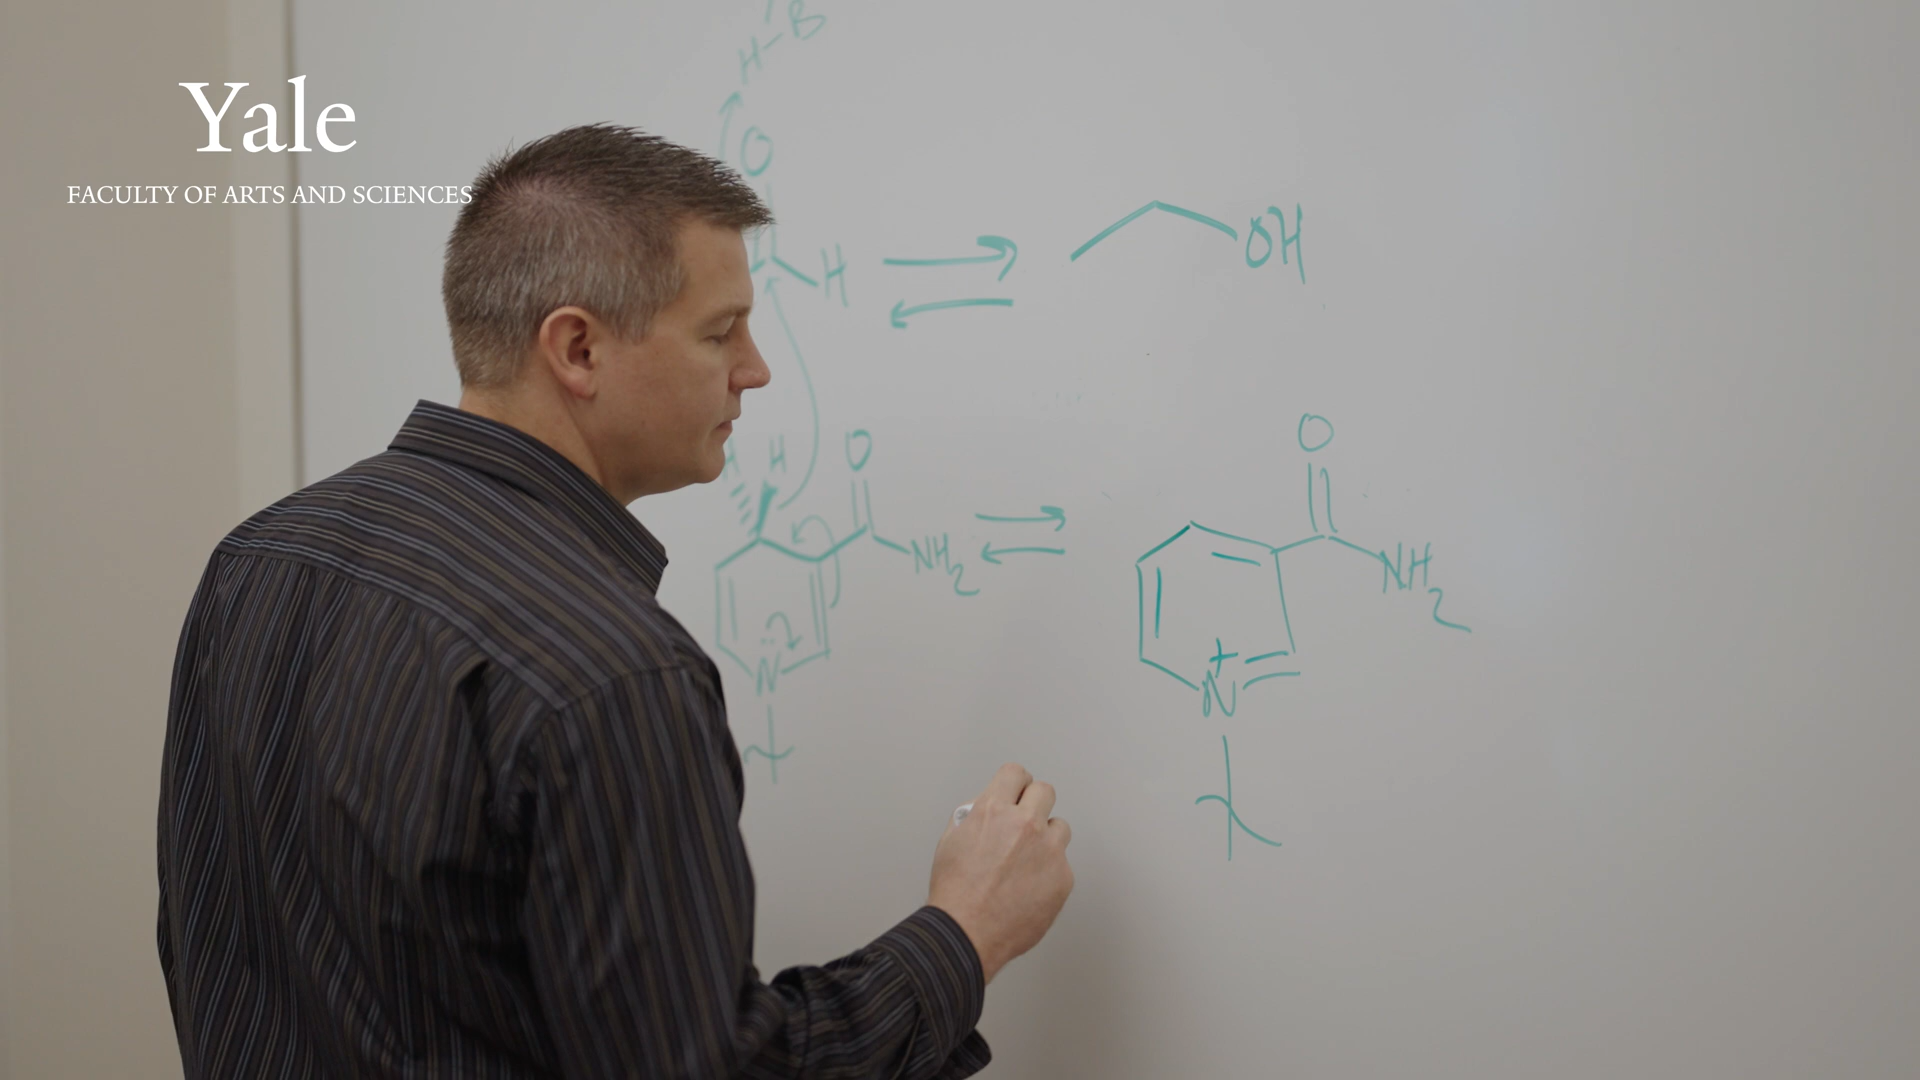 Yale
FACULTY OF ARTS AND SCIENCES
H-B
O
H
OH
H H O
NH2
N
O
NH2
N+